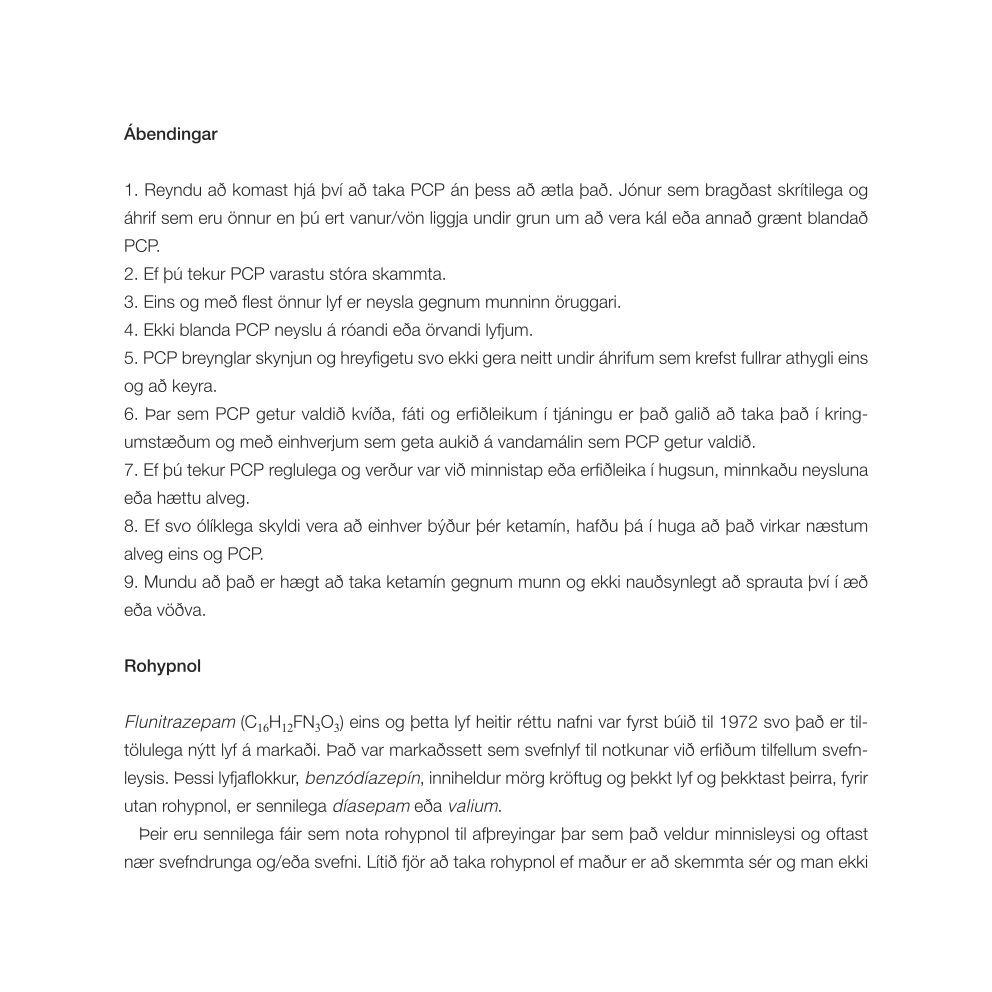 Ábendingar
1. Reyndu að komast hjá því að taka PCP án þess að ætla það. Jónur sem bragðast skrítilega og
áhrif sem eru önnur en þú ert vanur/vön liggja undir grun um að vera kál eða annað grænt blandað
PCP.
2. Ef þú tekur PCP varastu stóra skammta.
3. Eins og með flest önnur lyf er neysla gegnum munninn öruggari.
4. Ekki blanda PCP neyslu á róandi eða örvandi lyfjum.
5. PCP breynglar skynjun og hreyfigetu svo ekki gera neitt undir áhrifum sem krefst fullrar athygli eins
og að keyra.
6. Þar sem PCP getur valdið kvíða, fáti og erfiðleikum í tjáningu er það galið að taka það í kring-
umstæðum og með einhverjum sem geta aukið á vandamálin sem PCP getur valdið.
7. Ef þú tekur PCP reglulega og verður var við minnistap eða erfiðleika í hugsun, minnkaðu neysluna
eða hættu alveg.
8. Ef svo ólíklega skyldi vera að einhver býður þér ketamín, hafðu þá í huga að það virkar næstum
alveg eins og PCP.
9. Mundu að það er hægt að taka ketamín gegnum munn og ekki nauðsynlegt að sprauta því í æð
eða vöðva.
Rohypnol
Flunitrazepam (C₁₆H₁₂FN₃O₃) eins og þetta lyf heitir réttu nafni var fyrst búið til 1972 svo það er til-
tölulega nýtt lyf á markaði. Það var markaðssett sem svefnlyf til notkunar við erfiðum tilfellum svefn-
leysis. Þessi lyfjaflokkur, benzódíazepín, inniheldur mörg kröftug og þekkt lyf og þekktast þeirra, fyrir
utan rohypnol, er sennilega díasepam eða valium.
Þeir eru sennilega fáir sem nota rohypnol til afþreyingar þar sem það veldur minnisleysi og oftast
nær svefndrunga og/eða svefni. Lítið fjör að taka rohypnol ef maður er að skemmta sér og man ekki